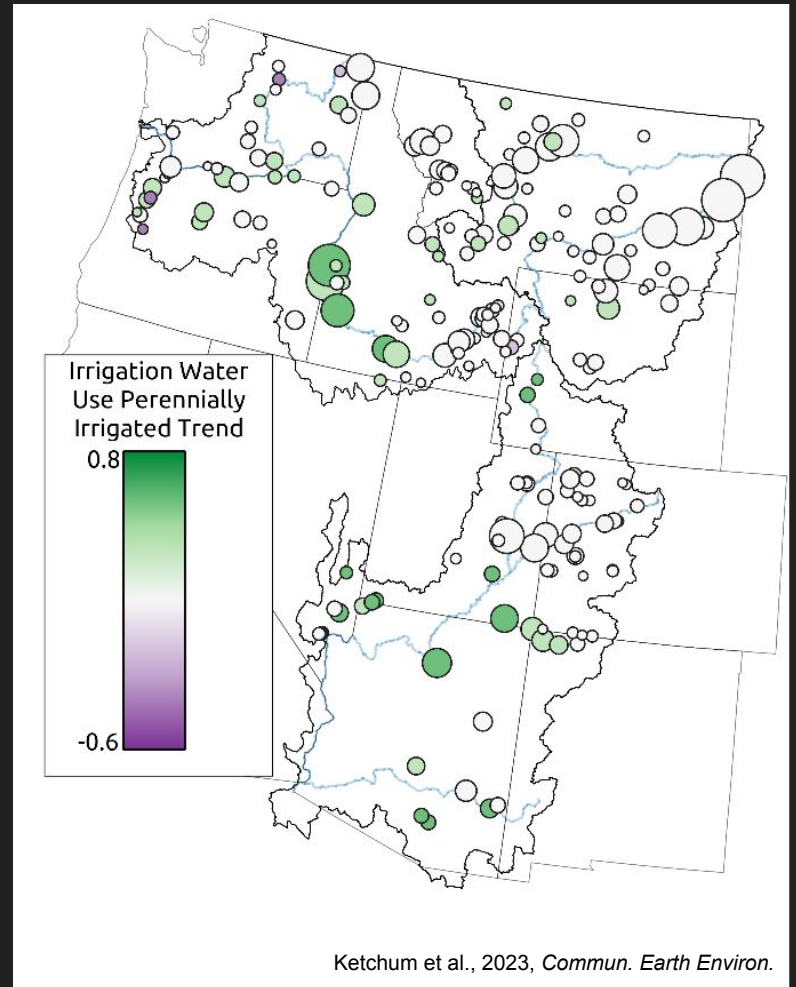 Irrigation Water
Use Perennially
Irrigated Trend
0.8
-0.6
Ketchum et al., 2023, Commun. Earth Environ.